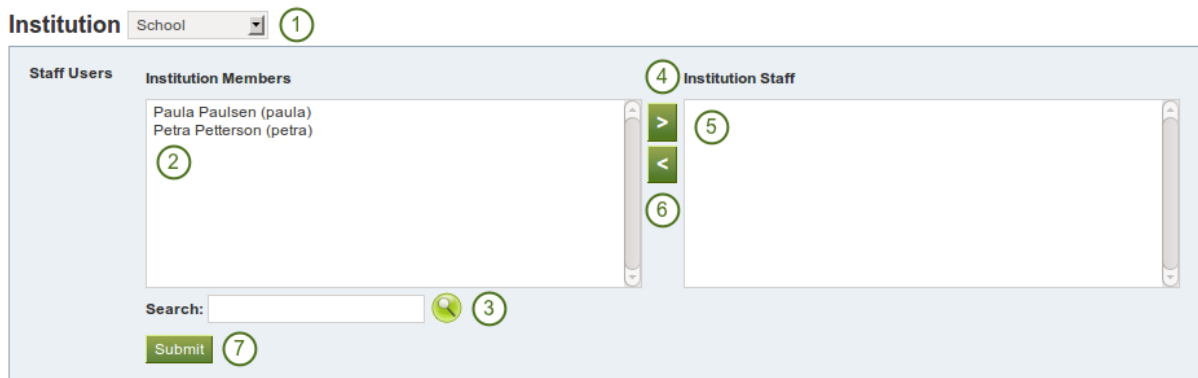 Institution School 1
Staff Users Institution Members 4 Institution Staff
Paula Paulsen (paula) > 5
Petra Petterson (petra)
2 <
6
Search: 3
Submit 7